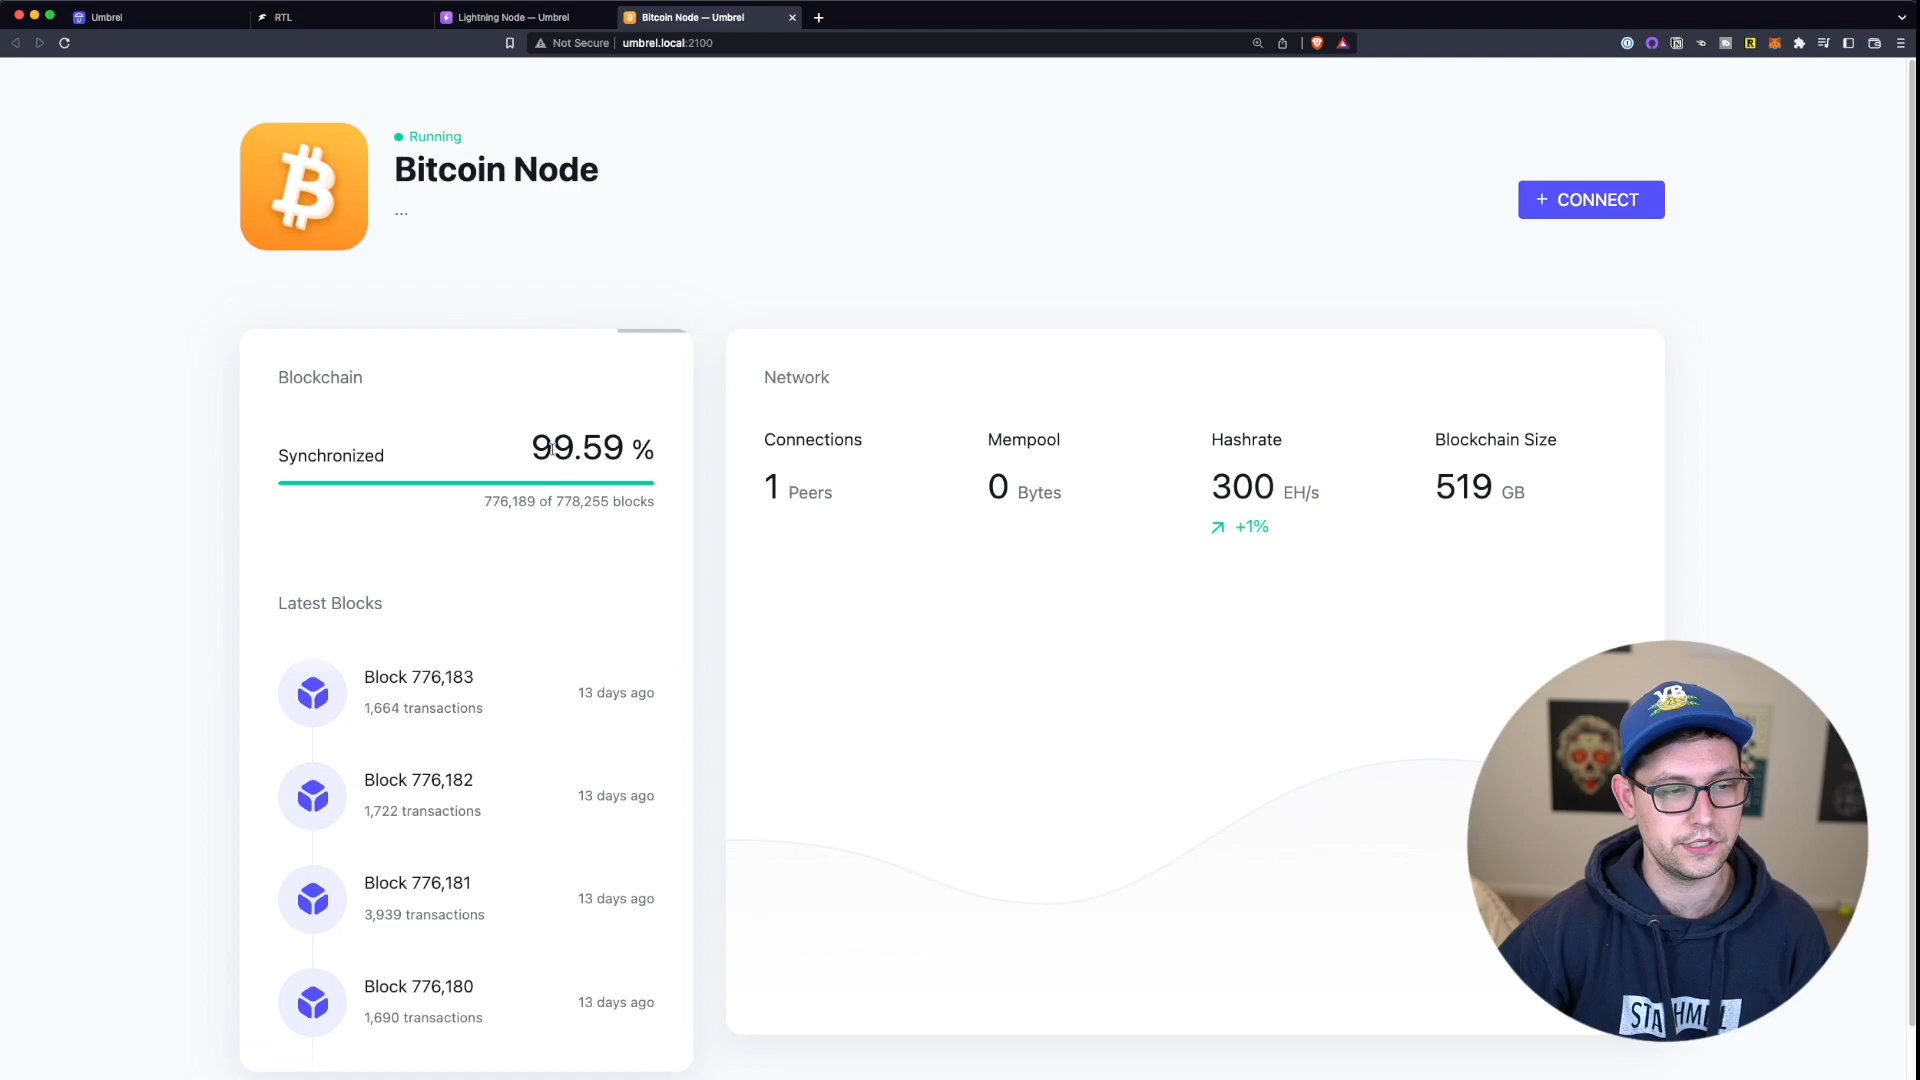 Umbrel
RTL
Lightning Node — Umbrel
Bitcoin Node — Umbrel
Not Secure
umbrel.local:2100
Running
Bitcoin Node
...
+ CONNECT
Blockchain
Synchronized
99.59 %
776,189 of 778,255 blocks
Latest Blocks
Block 776,183
1,664 transactions
13 days ago
Block 776,182
1,722 transactions
13 days ago
Block 776,181
3,939 transactions
13 days ago
Block 776,180
1,690 transactions
13 days ago
Network
Connections
1 Peers
Mempool
0 Bytes
Hashrate
300 EH/s
+1%
Blockchain Size
519 GB
YB